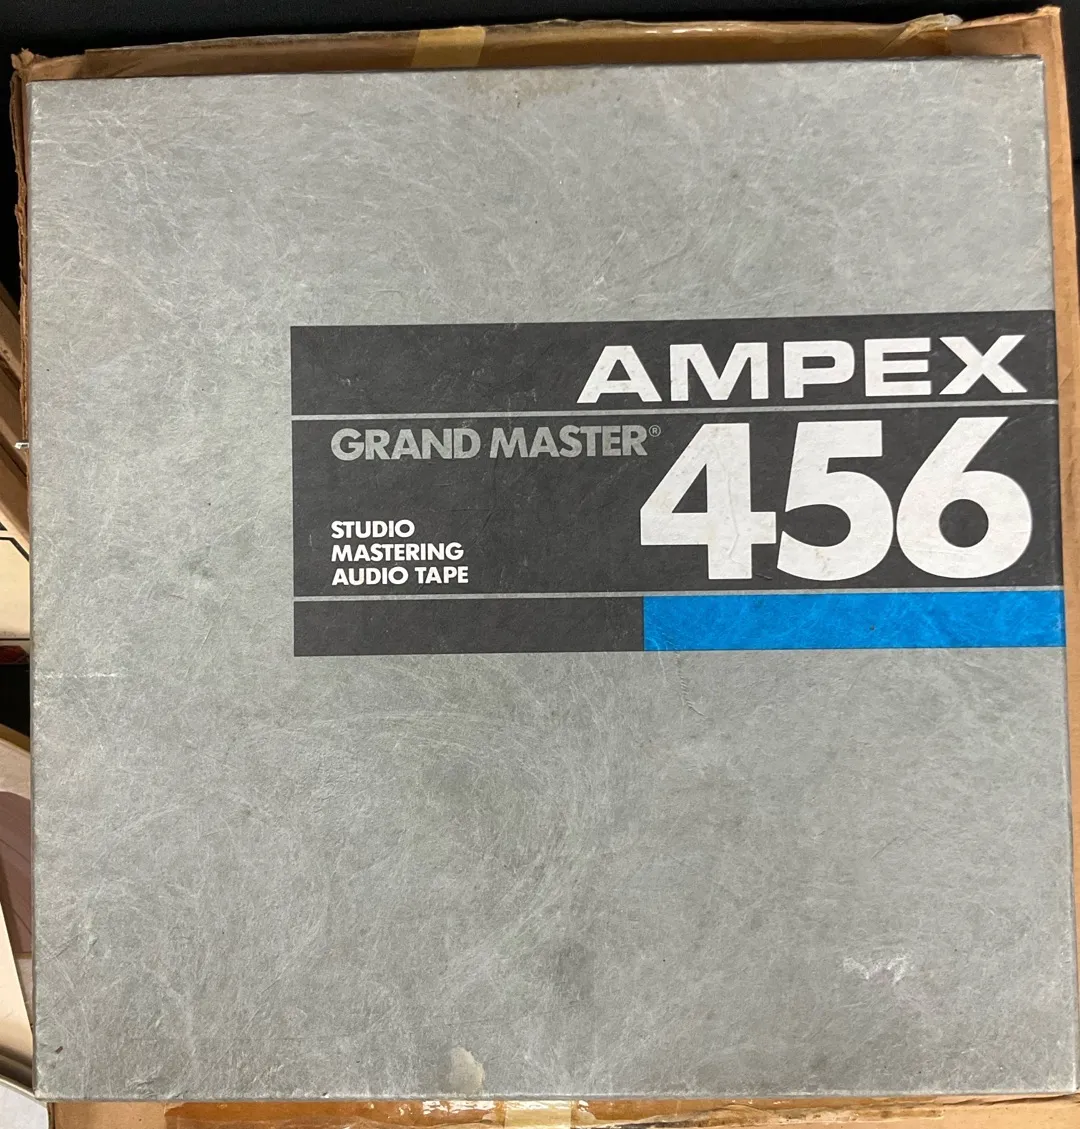 AMPEX
GRAND MASTER®
456
STUDIO
MASTERING
AUDIO TAPE